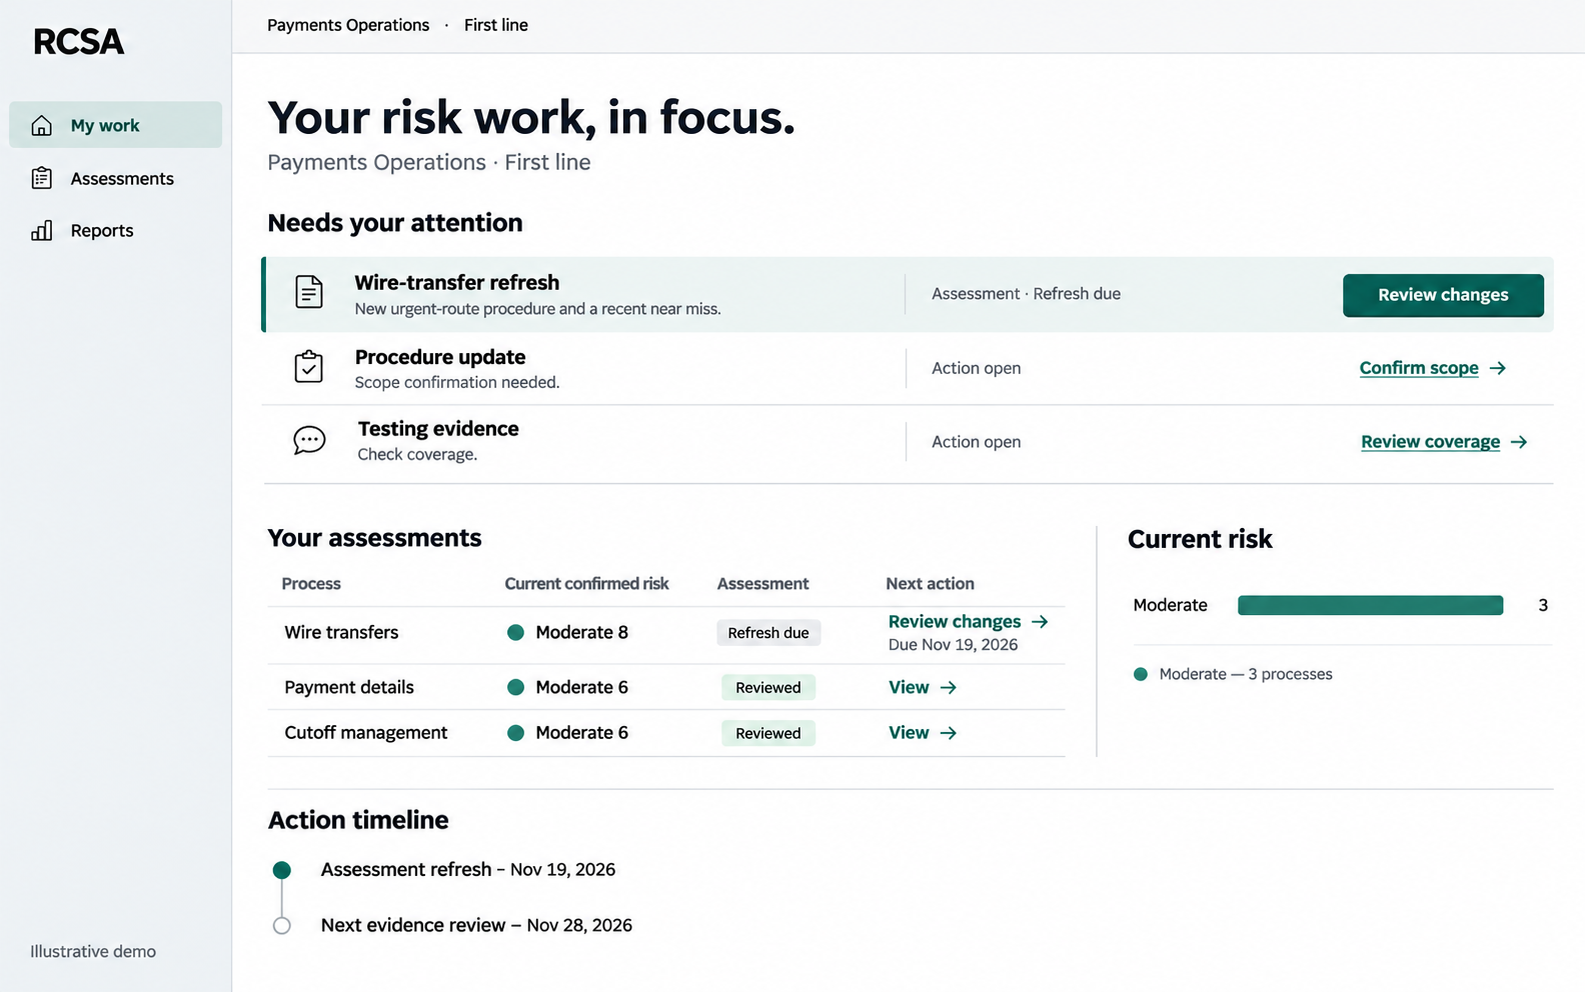 RCSA
My work
Assessments
Reports
Illustrative demo
Payments Operations · First line
Your risk work, in focus.
Payments Operations · First line
Needs your attention
Wire-transfer refresh
New urgent-route procedure and a recent near miss.
Assessment · Refresh due
Review changes
Procedure update
Scope confirmation needed.
Action open
Confirm scope →
Testing evidence
Check coverage.
Action open
Review coverage →
Your assessments
Process Current confirmed risk Assessment Next action
Wire transfers Moderate 8 Refresh due Review changes →
Due Nov 19, 2026
Payment details Moderate 6 Reviewed View →
Cutoff management Moderate 6 Reviewed View →
Current risk
Moderate 3
Moderate — 3 processes
Action timeline
Assessment refresh – Nov 19, 2026
Next evidence review – Nov 28, 2026